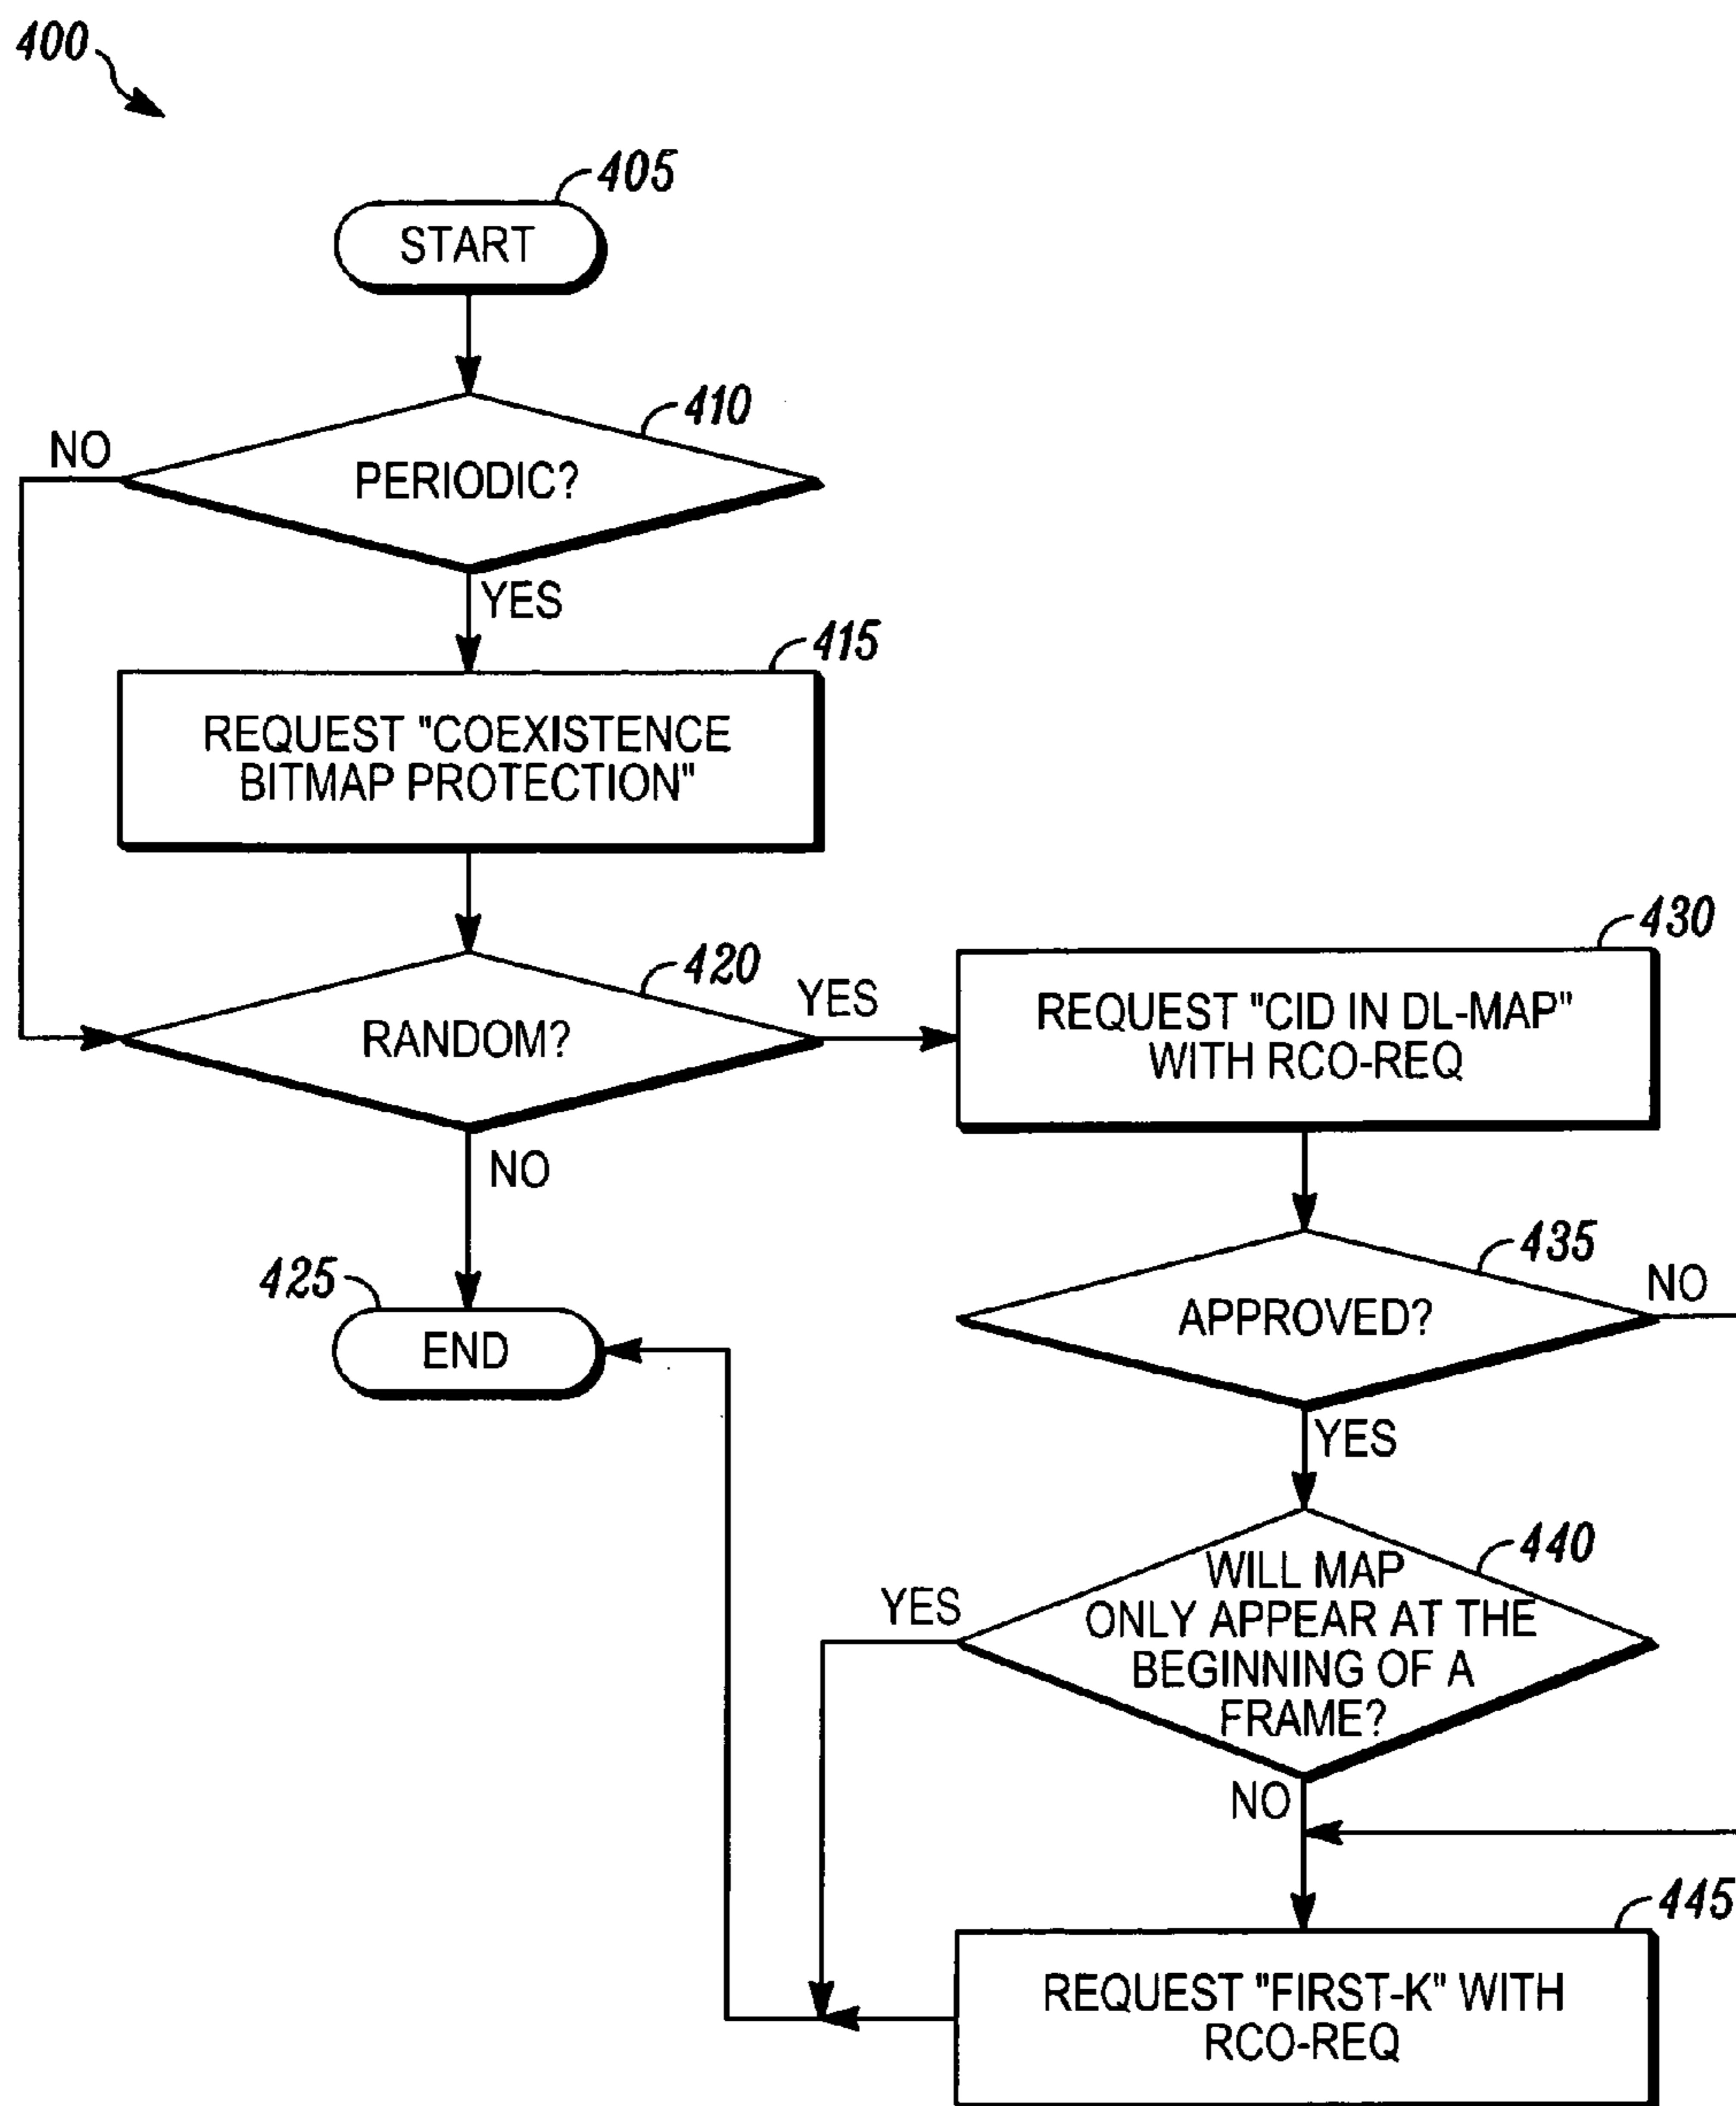 400
405
START
410
NO
PERIODIC?
YES
415
REQUEST "COEXISTENCE
BITMAP PROTECTION"
420
YES
RANDOM?
NO
430
REQUEST "CID IN DL-MAP"
WITH RCO-REQ
425
END
435
NO
APPROVED?
YES
440
YES
WILL MAP
ONLY APPEAR AT THE
BEGINNING OF A
FRAME?
NO
445
REQUEST "FIRST-K" WITH
RCO-REQ